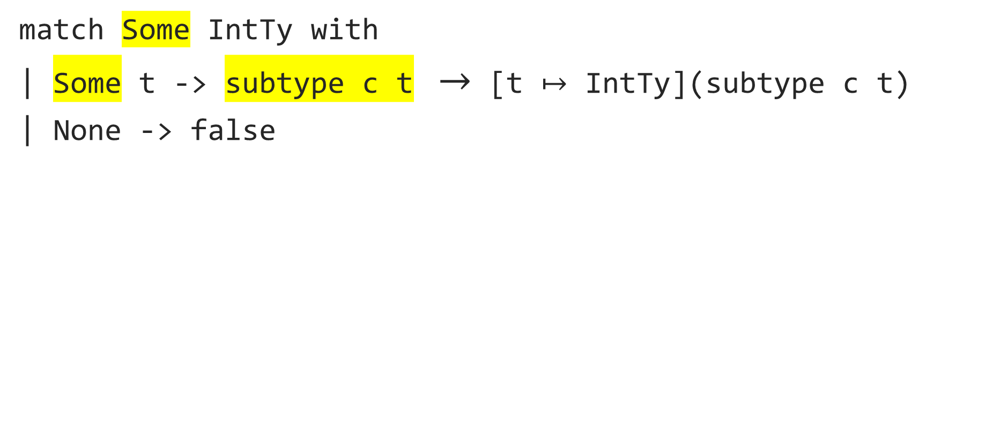 match Some IntTy with
| Some t -> subtype c t → [t ↦ IntTy](subtype c t)
| None -> false